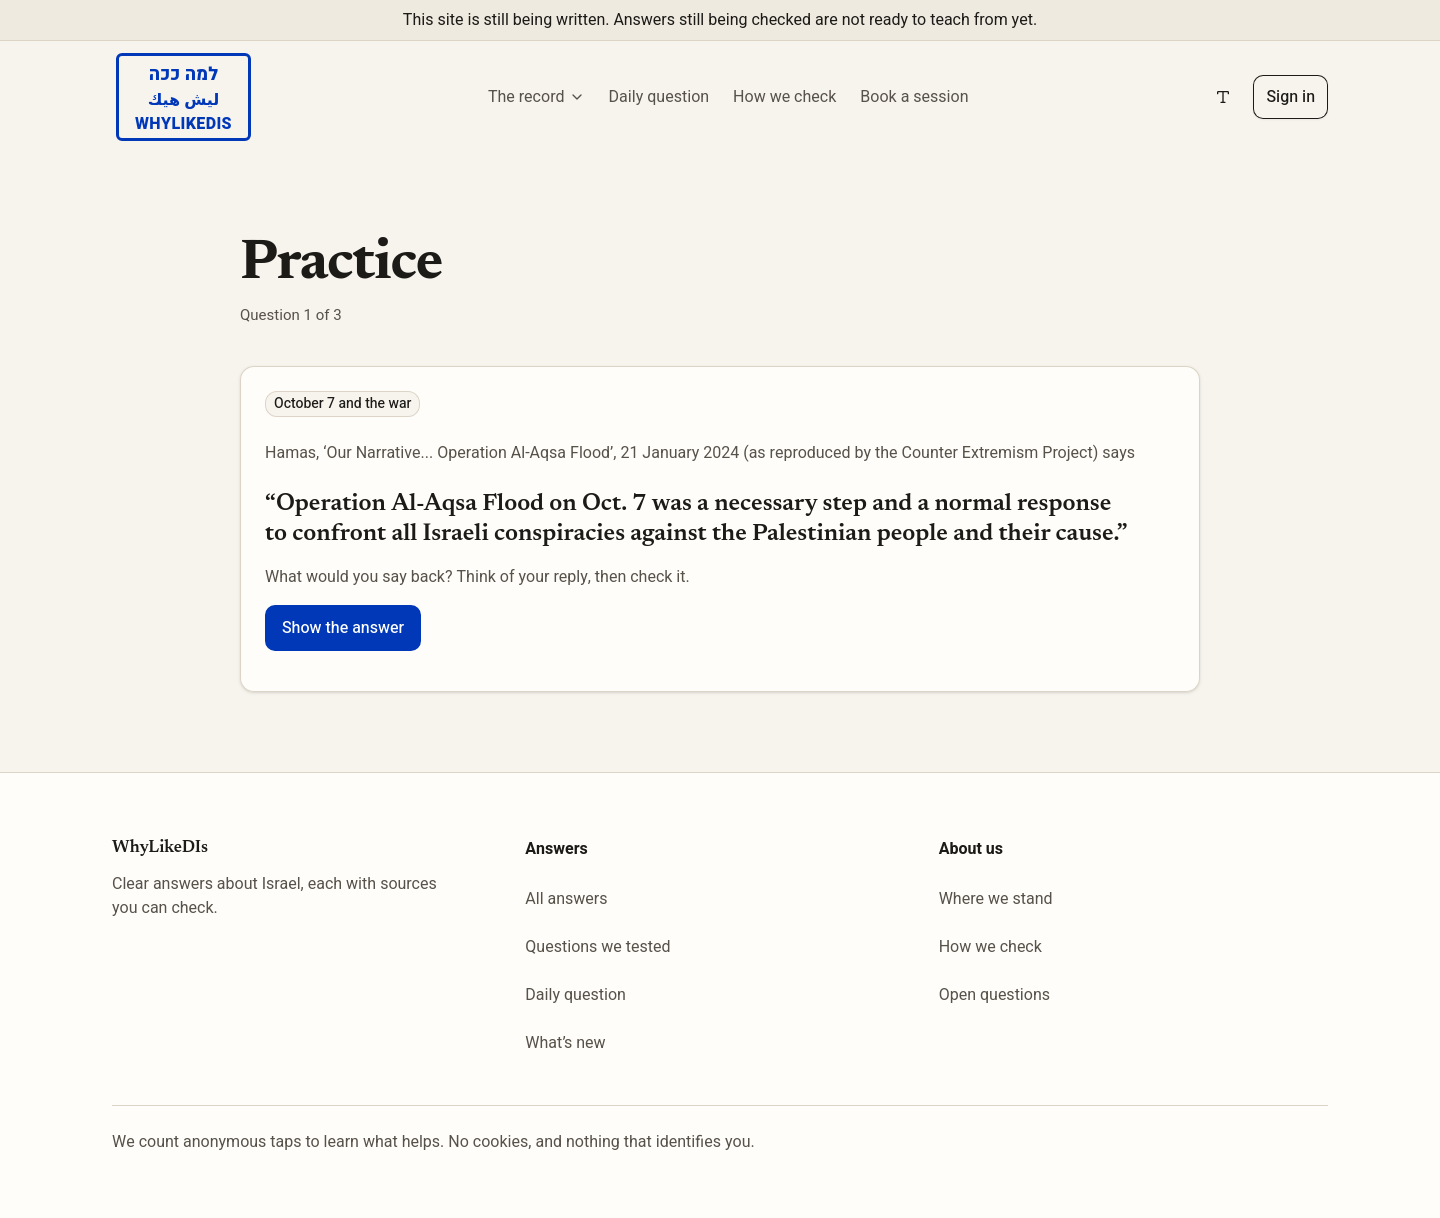 This site is still being written. Answers still being checked are not ready to teach from yet.
למה ככה
ليش هيك
WHYLIKEDIS
The record
Daily question
How we check
Book a session
T
Sign in
Practice
Question 1 of 3
October 7 and the war
Hamas, ‘Our Narrative... Operation Al-Aqsa Flood’, 21 January 2024 (as reproduced by the Counter Extremism Project) says
“Operation Al-Aqsa Flood on Oct. 7 was a necessary step and a normal response
to confront all Israeli conspiracies against the Palestinian people and their cause.”
What would you say back? Think of your reply, then check it.
Show the answer
WhyLikeDIs
Clear answers about Israel, each with sources
you can check.
Answers
All answers
Questions we tested
Daily question
What’s new
About us
Where we stand
How we check
Open questions
We count anonymous taps to learn what helps. No cookies, and nothing that identifies you.